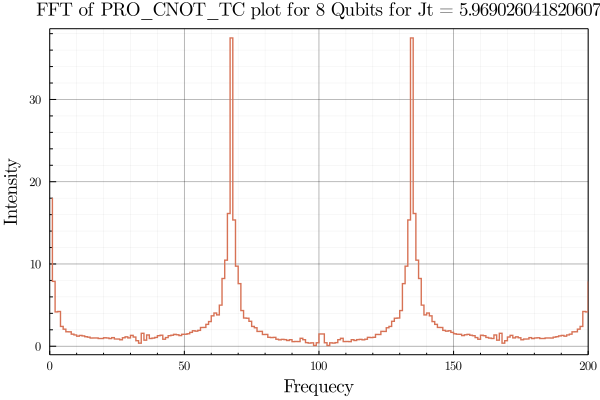 FFT of PRO_CNOT_TC plot for 8 Qubits for Jt = 5.969026041820607
Intensity
30
20
10
0
0 50 100 150 200
Frequecy